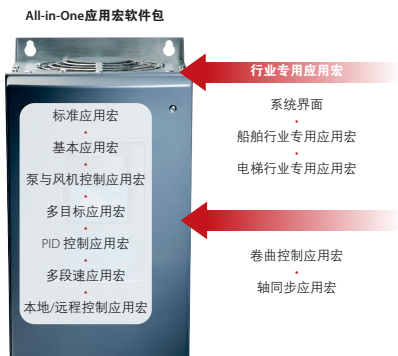 All-in-One应用宏软件包
标准应用宏
基本应用宏
泵与风机控制应用宏
多目标应用宏
PID 控制应用宏
多段速应用宏
本地/远程控制应用宏
行业专用应用宏
系统界面
船舶行业专用应用宏
电梯行业专用应用宏
卷曲控制应用宏
轴同步应用宏